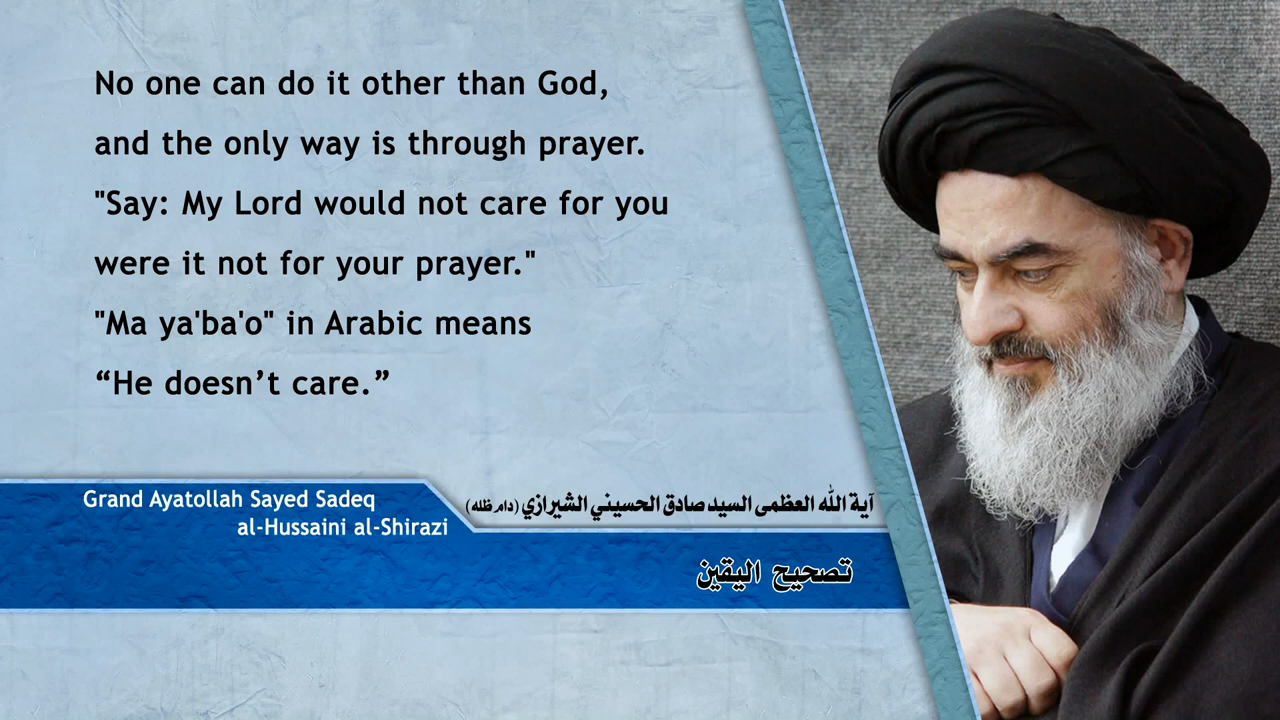 No one can do it other than God,
and the only way is through prayer.
"Say: My Lord would not care for you
were it not for your prayer."
"Ma ya'ba'o" in Arabic means
“He doesn’t care.”
Grand Ayatollah Sayed Sadeq
al-Hussaini al-Shirazi
آية الله العظمى السيد صادق الحسيني الشيرازي (دام ظله)
تصحيح اليقين